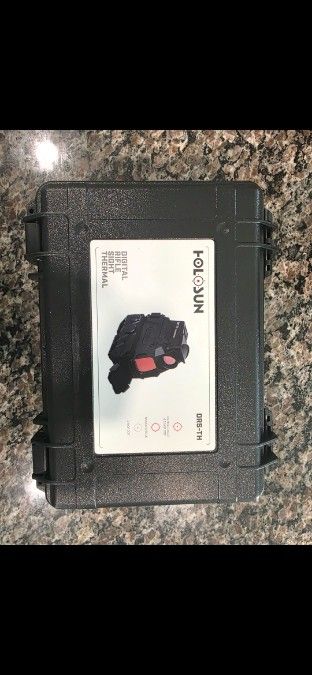 HOLOSUN
DIGITAL
RIFLE
SIGHT
THERMAL
DRS-TH